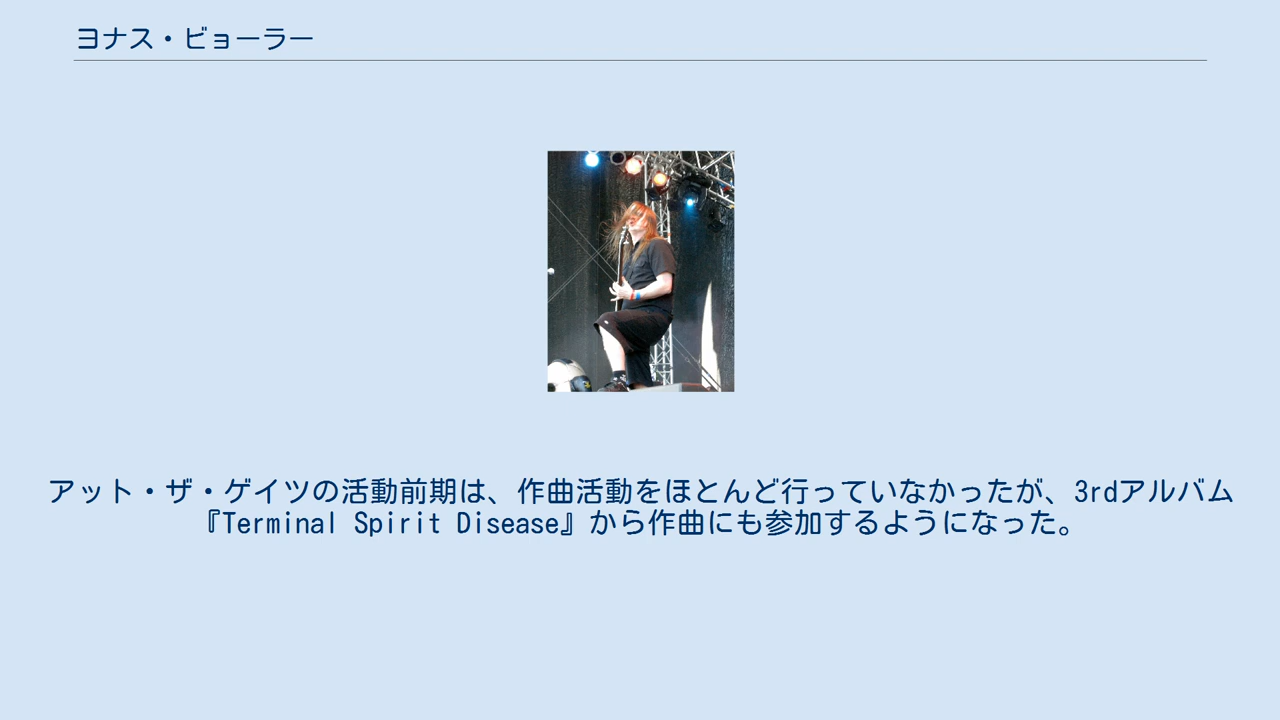 ヨナス・ビョーラー
アット・ザ・ゲイツの活動前期は、作曲活動をほとんど行っていなかったが、3rdアルバム
『Terminal Spirit Disease』から作曲にも参加するようになった。